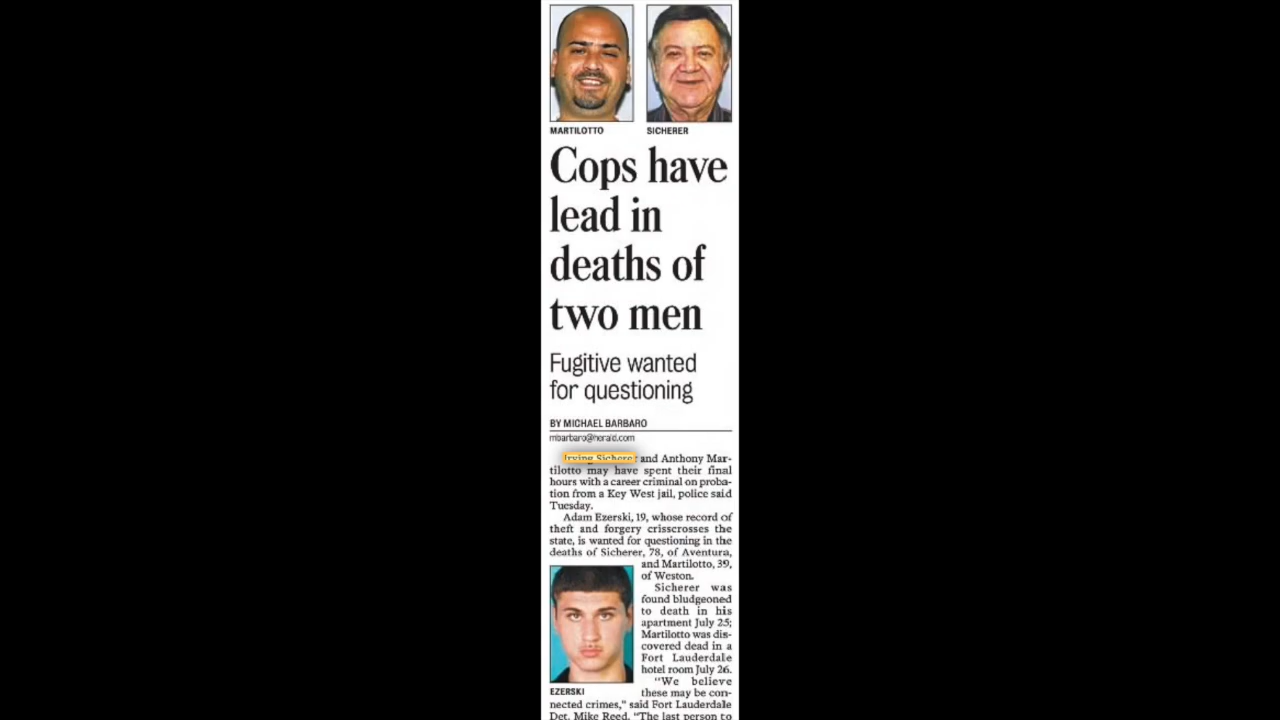 MARTILOTTO SICHERER
Cops have
lead in
deaths of
two men
Fugitive wanted
for questioning
BY MICHAEL BARBARO
mbarbaro@herald.com
Irving Sicherer and Anthony Mar-
tilotto may have spent their final
hours with a career criminal on proba-
tion from a Key West jail, police said
Tuesday.
Adam Ezerski, 19, whose record of
theft and forgery crisscrosses the
state, is wanted for questioning in the
deaths of Sicherer, 78, of Aventura,
and Martilotto, 39,
of Weston.
Sicherer was
found bludgeoned
to death in his
apartment July 25;
Martilotto was dis-
covered dead in a
Fort Lauderdale
hotel room July 26.
"We believe
these may be con-
EZERSKI
nected crimes," said Fort Lauderdale
Det. Mike Reed. "The last person to